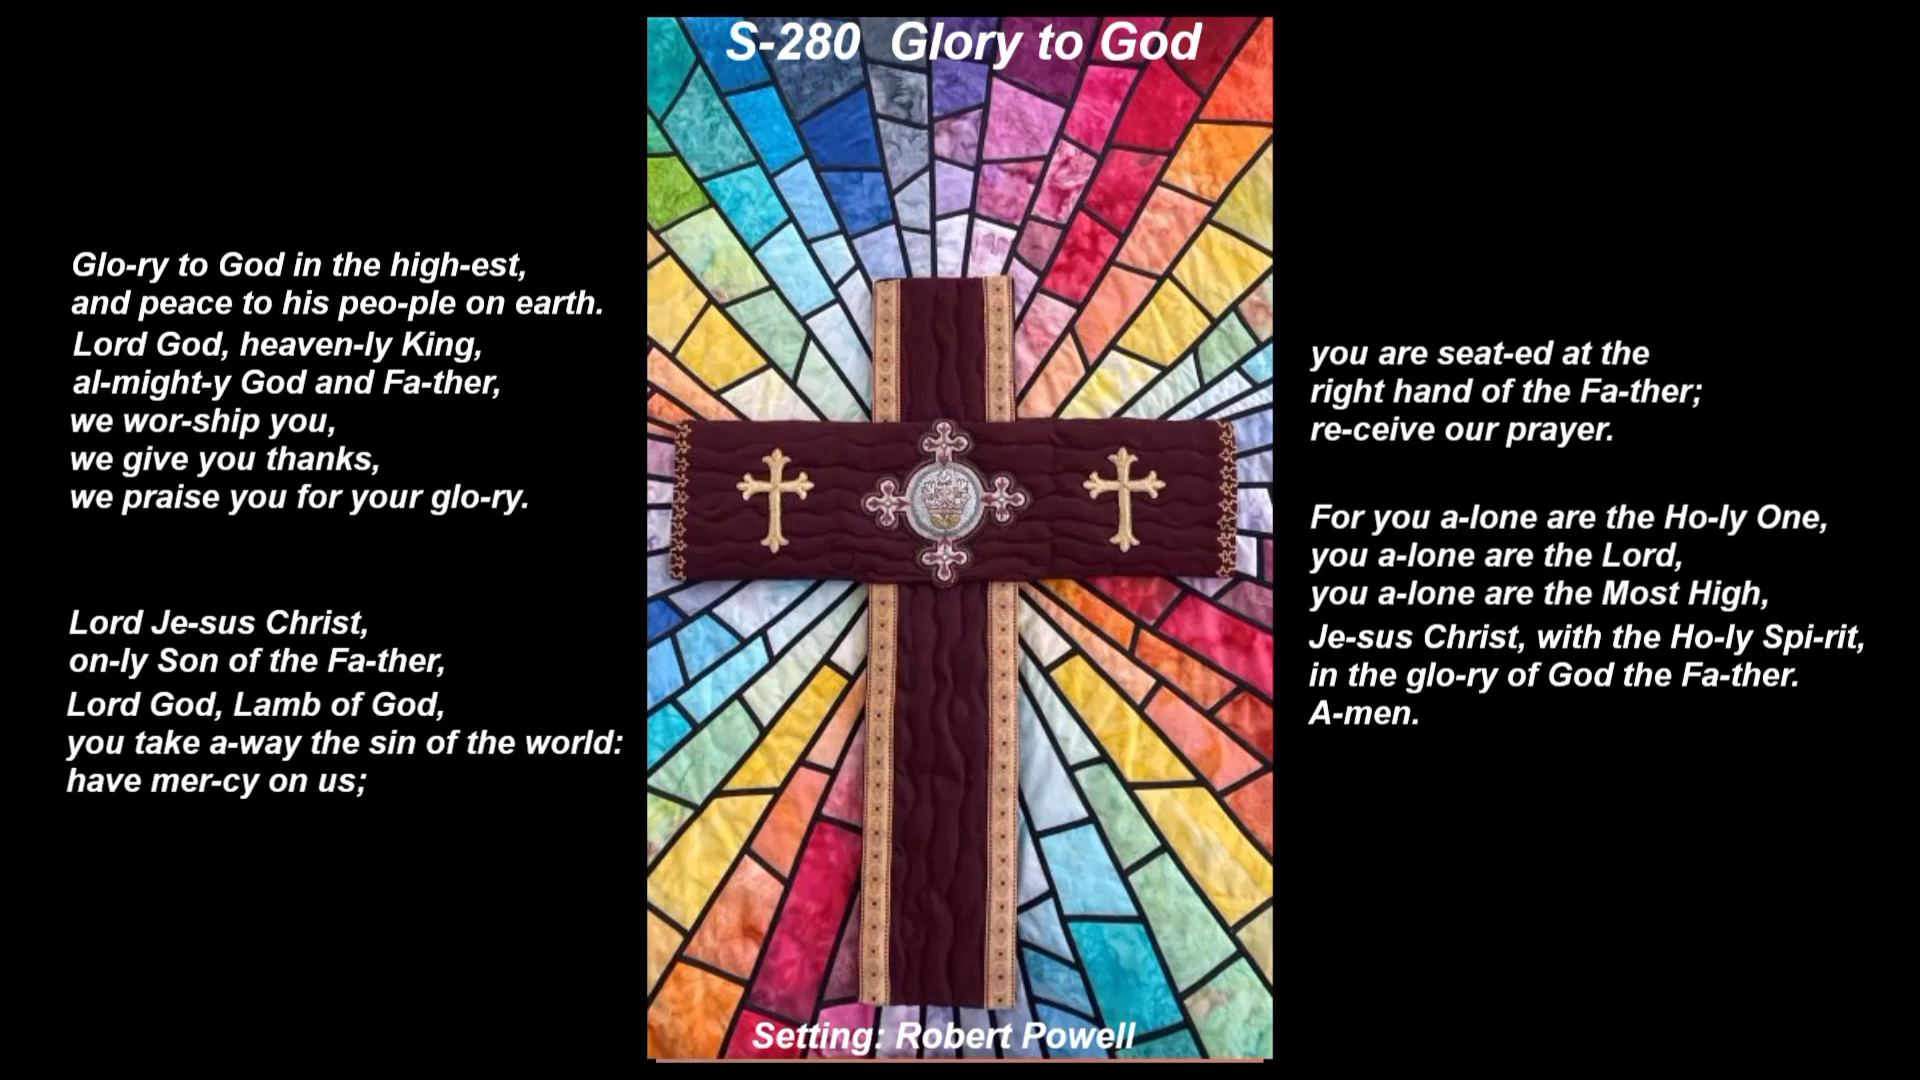 S-280 Glory to God
Glo-ry to God in the high-est,
and peace to his peo-ple on earth.
Lord God, heaven-ly King,
al-might-y God and Fa-ther,
we wor-ship you,
we give you thanks,
we praise you for your glo-ry.
Lord Je-sus Christ,
on-ly Son of the Fa-ther,
Lord God, Lamb of God,
you take a-way the sin of the world:
have mer-cy on us;
you are seat-ed at the
right hand of the Fa-ther;
re-ceive our prayer.
For you a-lone are the Ho-ly One,
you a-lone are the Lord,
you a-lone are the Most High,
Je-sus Christ, with the Ho-ly Spi-rit,
in the glo-ry of God the Fa-ther.
A-men.
Setting: Robert Powell